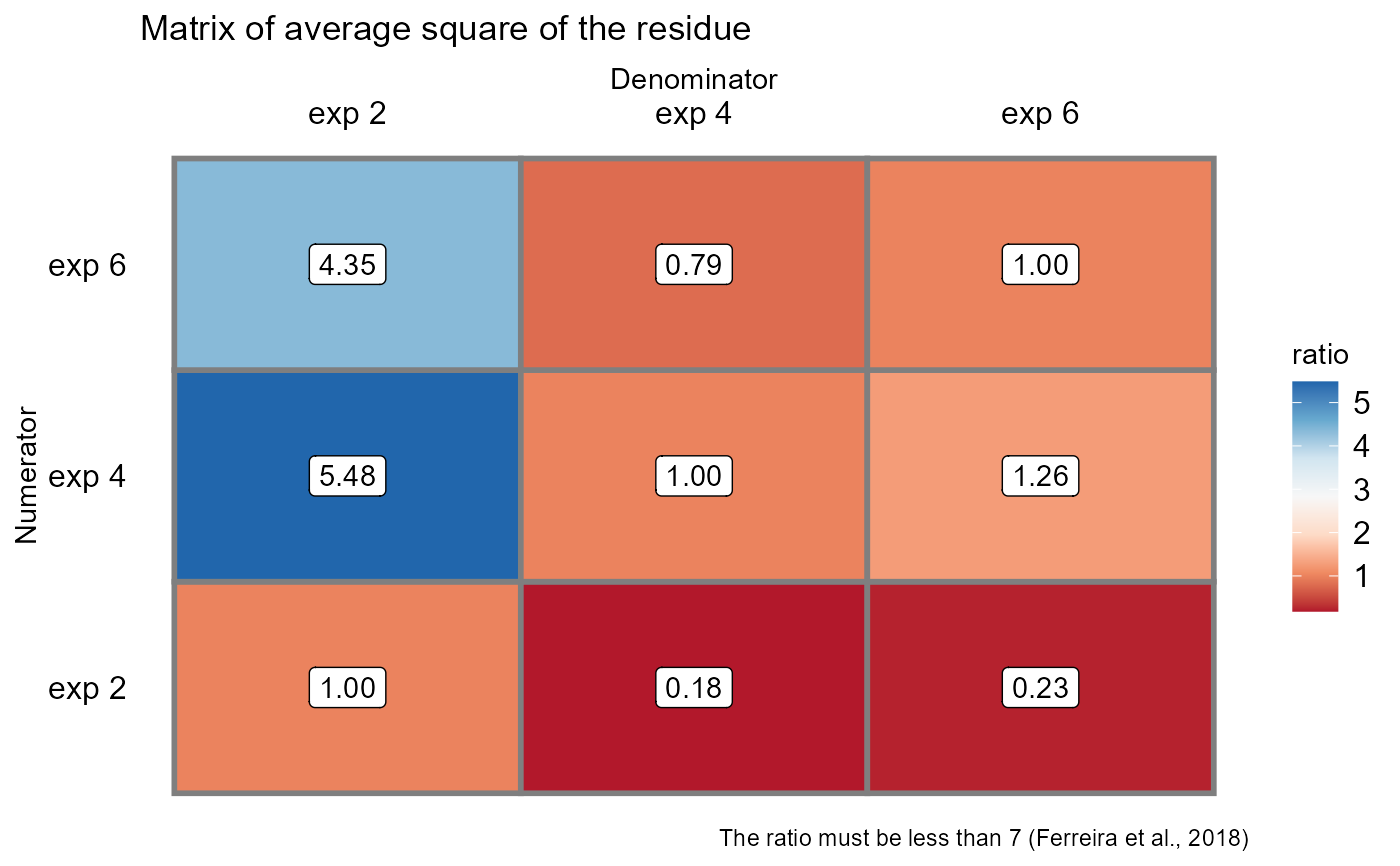 Matrix of average square of the residue
Denominator
exp 2 exp 4 exp 6
exp 6 4.35 0.79 1.00
Numerator
exp 4 5.48 1.00 1.26
exp 2 1.00 0.18 0.23
ratio
5
4
3
2
1
The ratio must be less than 7 (Ferreira et al., 2018)